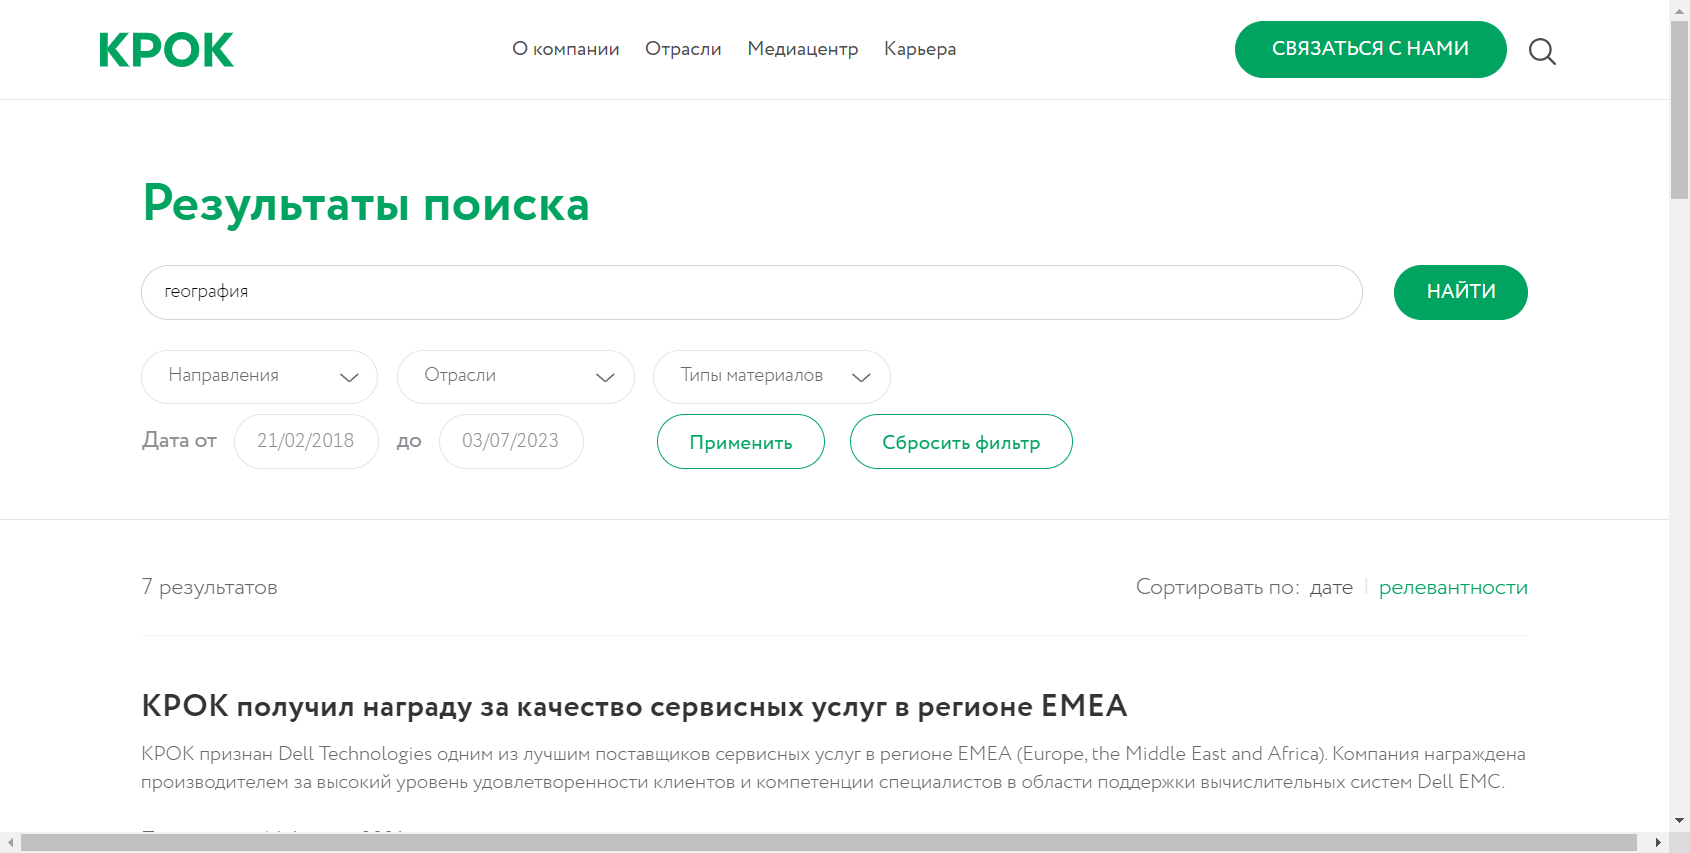 КРОК
О компании Отрасли Медиацентр Карьера
СВЯЗАТЬСЯ С НАМИ
Результаты поиска
география
НАЙТИ
Направления Отрасли Типы материалов
Дата от 21/02/2018 до 03/07/2023 Применить Сбросить фильтр
7 результатов
Сортировать по: дате | релевантности
КРОК получил награду за качество сервисных услуг в регионе EMEA
КРОК признан Dell Technologies одним из лучшим поставщиков сервисных услуг в регионе EMEA (Europe, the Middle East and Africa). Компания награждена
производителем за высокий уровень удовлетворенности клиентов и компетенции специалистов в области поддержки вычислительных систем Dell EMC.